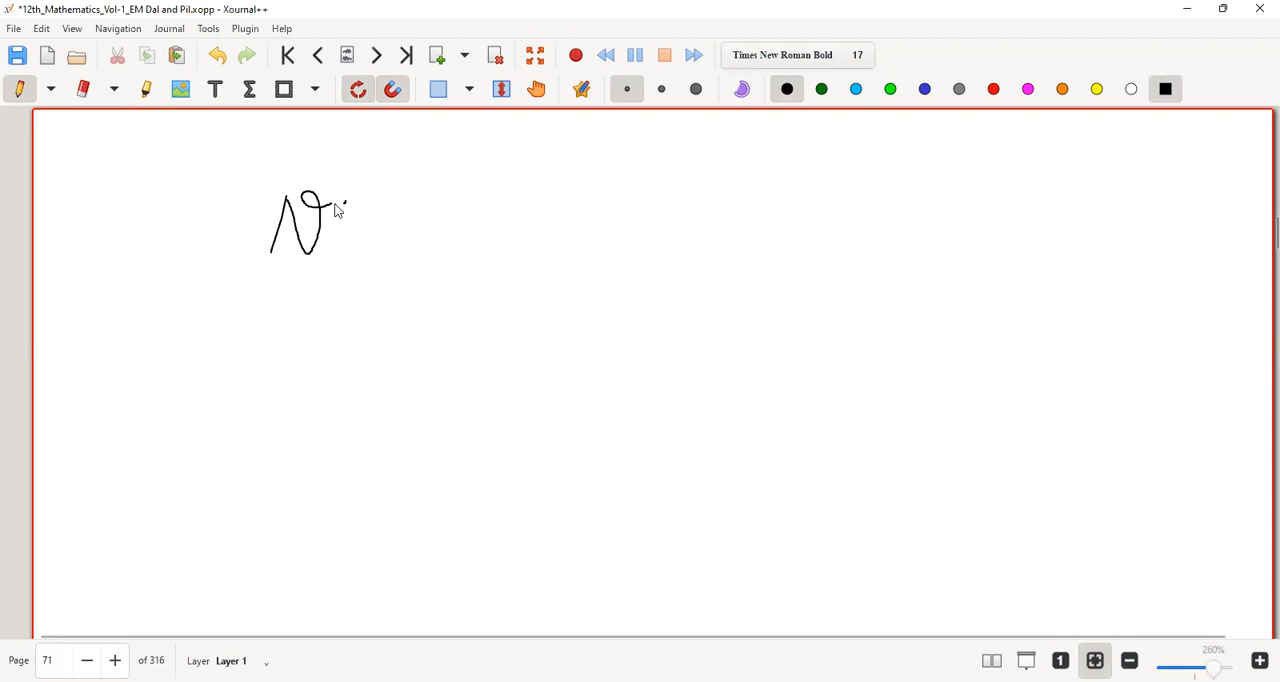 *12th_Mathematics_Vol-1_EM Dal and Pil.xopp - Xournal++
File Edit View Navigation Journal Tools Plugin Help
Times New Roman Bold 17
Page 71 of 316 Layer Layer 1 1 260%